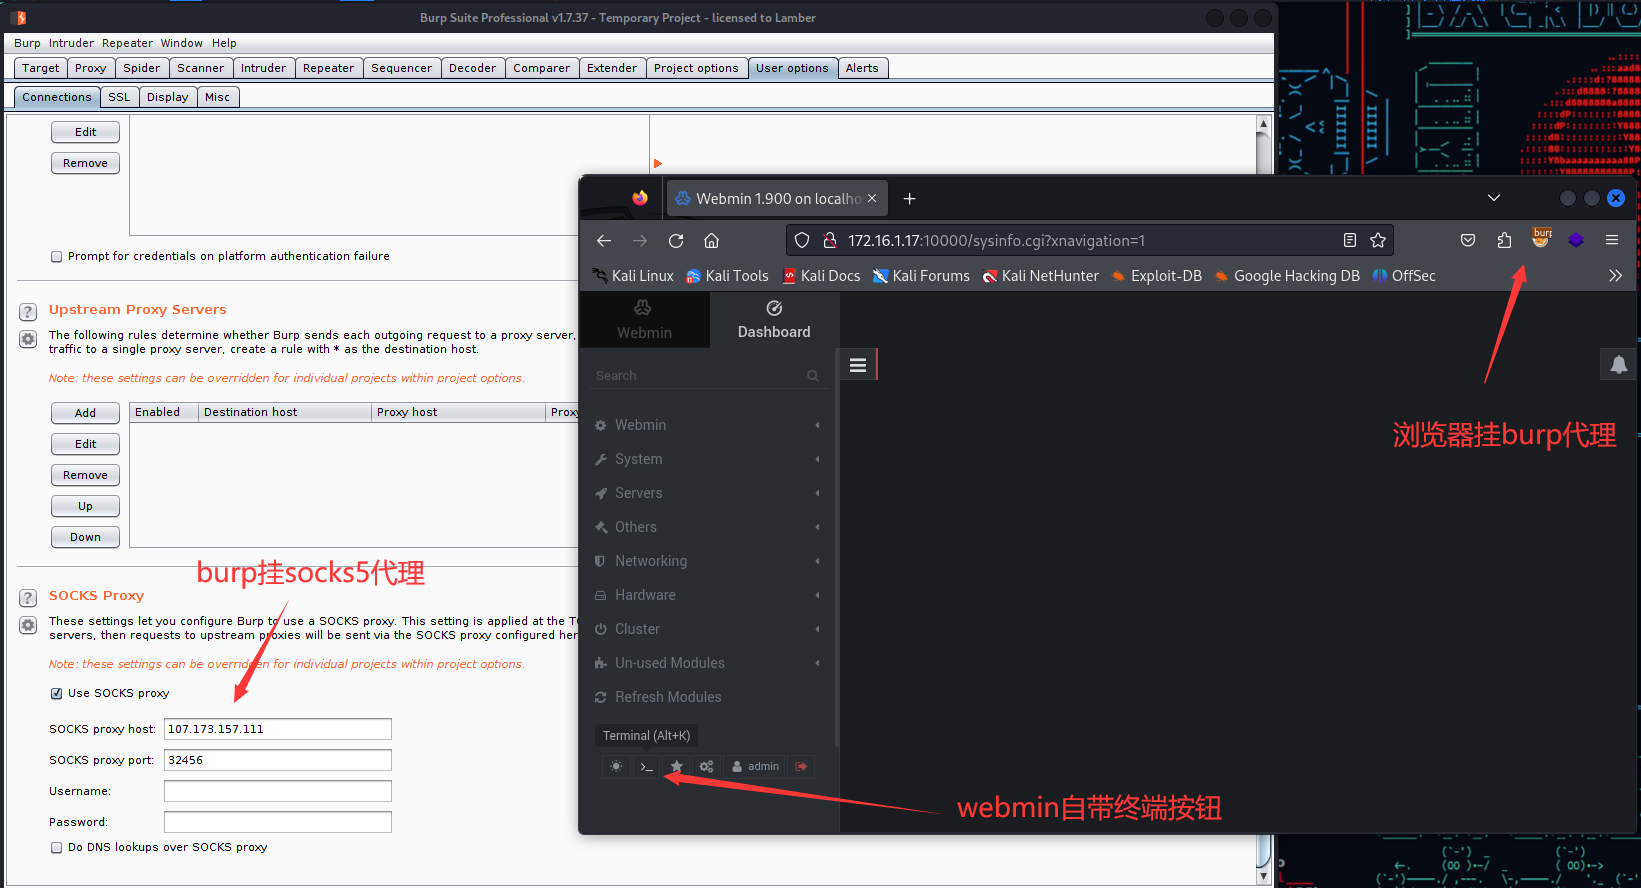 Burp Suite Professional v1.7.37 - Temporary Project - licensed to Lamber
Burp Intruder Repeater Window Help
Target Proxy Spider Scanner Intruder Repeater Sequencer Decoder Comparer Extender Project options User options Alerts
Connections SSL Display Misc
Edit
Remove
Prompt for credentials on platform authentication failure
Upstream Proxy Servers
The following rules determine whether Burp sends each outgoing request to a proxy server,
traffic to a single proxy server, create a rule with * as the destination host.
Note: these settings can be overridden for individual projects within project options.
Add
Enabled Destination host Proxy host Proxy
Edit
Remove
Up
Down
burp挂socks5代理
SOCKS Proxy
These settings let you configure Burp to use a SOCKS proxy. This setting is applied at the TC
servers, then requests to upstream proxies will be sent via the SOCKS proxy configured her
Note: these settings can be overridden for individual projects within project options.
Use SOCKS proxy
SOCKS proxy host: 107.173.157.111
SOCKS proxy port: 32456
Username:
Password:
Do DNS lookups over SOCKS proxy
Webmin 1.900 on localho
172.16.1.17:10000/sysinfo.cgi?xnavigation=1
burp
Kali Linux Kali Tools Kali Docs Kali Forums Kali NetHunter Exploit-DB Google Hacking DB OffSec
Webmin
Dashboard
Search
Webmin
System
Servers
Others
Networking
Hardware
Cluster
Un-used Modules
Refresh Modules
Terminal (Alt+K)
admin
浏览器挂burp代理
webmin自带终端按钮